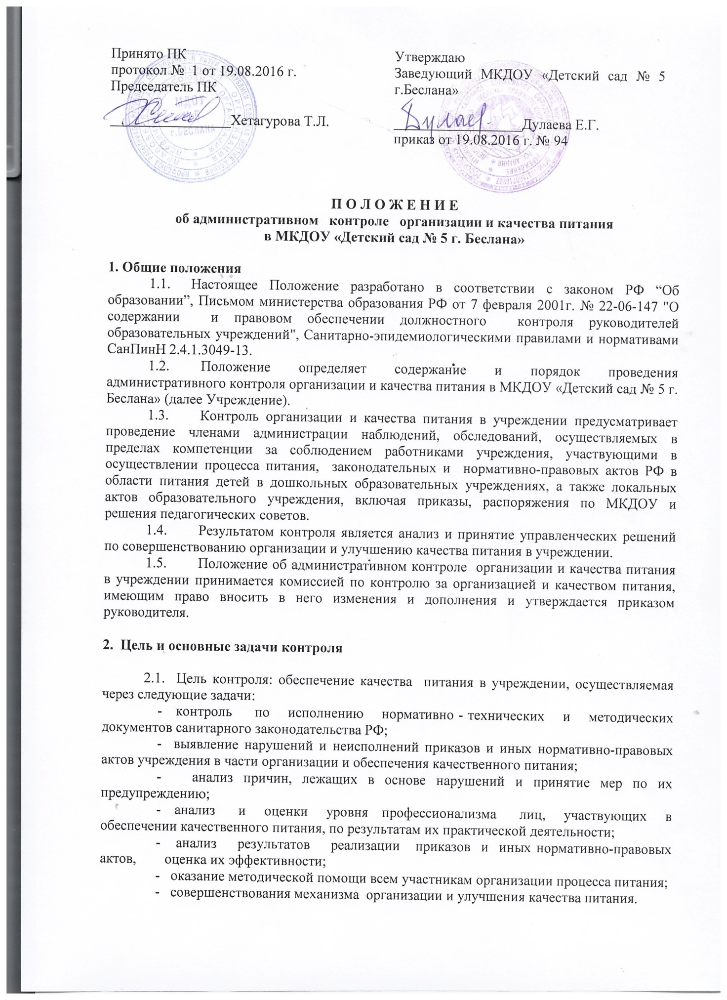 Принято ПК
протокол № 1 от 19.08.2016 г.
Председатель ПК
Хетагурова Т.Л.
Утверждаю
Заведующий МКДОУ «Детский сад № 5
г.Беслана»
Дулаева Е.Г.
приказ от 19.08.2016 г. № 94
МДОУ
г.БЕСЛАНА
П О Л О Ж Е Н И Е
об административном контроле организации и качества питания
в МКДОУ «Детский сад № 5 г. Беслана»
1. Общие положения
1.1. Настоящее Положение разработано в соответствии с законом РФ “Об
образовании”, Письмом министерства образования РФ от 7 февраля 2001г. № 22-06-147 "О
содержании и правовом обеспечении должностного контроля руководителей
образовательных учреждений", Санитарно-эпидемиологическими правилами и нормативами
СанПинН 2.4.1.3049-13.
1.2. Положение определяет содержание и порядок проведения
административного контроля организации и качества питания в МКДОУ «Детский сад № 5 г.
Беслана» (далее Учреждение).
1.3. Контроль организации и качества питания в учреждении предусматривает
проведение членами администрации наблюдений, обследований, осуществляемых в
пределах компетенции за соблюдением работниками учреждения, участвующими в
осуществлении процесса питания, законодательных и нормативно-правовых актов РФ в
области питания детей в дошкольных образовательных учреждениях, а также локальных
актов образовательного учреждения, включая приказы, распоряжения по МКДОУ и
решения педагогических советов.
1.4. Результатом контроля является анализ и принятие управленческих решений
по совершенствованию организации и улучшению качества питания в учреждении.
1.5. Положение об административном контроле организации и качества питания
в учреждении принимается комиссией по контролю за организацией и качеством питания,
имеющим право вносить в него изменения и дополнения и утверждается приказом
руководителя.
2. Цель и основные задачи контроля
2.1. Цель контроля: обеспечение качества питания в учреждении, осуществляемая
через следующие задачи:
- контроль по исполнению нормативно - технических и методических
документов санитарного законодательства РФ;
- выявление нарушений и неисполнений приказов и иных нормативно-правовых
актов учреждения в части организации и обеспечения качественного питания;
- анализ причин, лежащих в основе нарушений и принятие мер по их
предупреждению;
- анализ и оценки уровня профессионализма лиц, участвующих в
обеспечении качественного питания, по результатам их практической деятельности;
- анализ результатов реализации приказов и иных нормативно-правовых
актов, оценка их эффективности;
- оказание методической помощи всем участникам организации процесса питания;
- совершенствования механизма организации и улучшения качества питания.